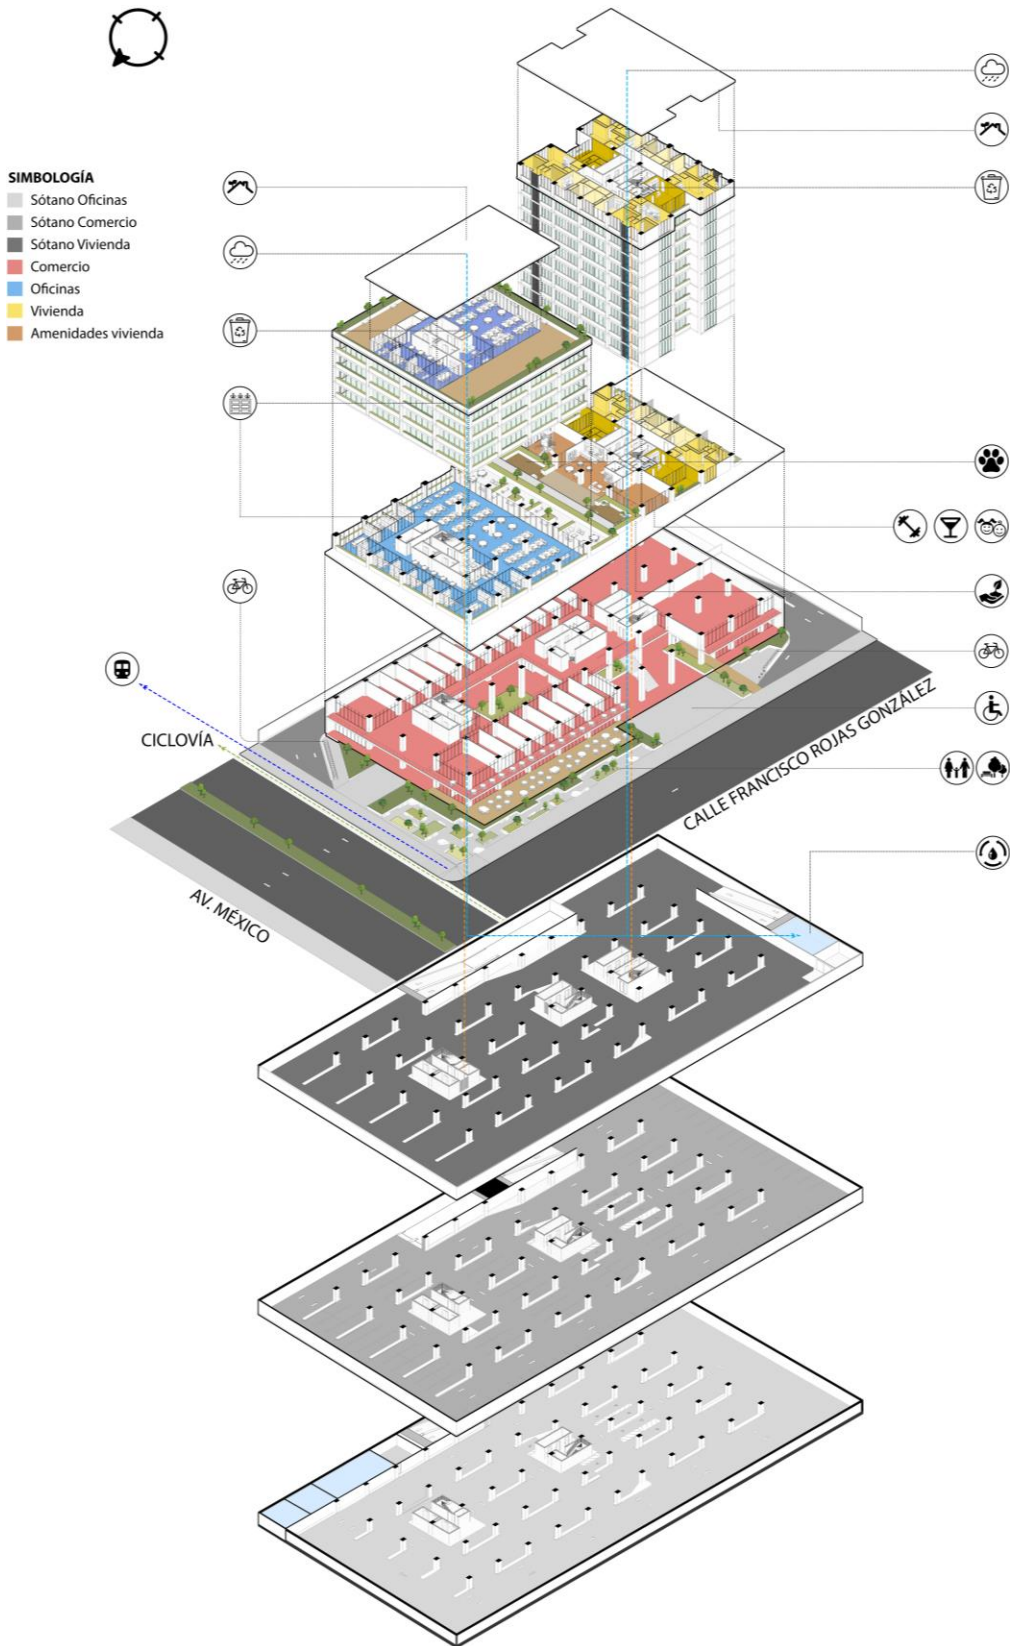 SIMBOLOGÍA
Sótano Oficinas
Sótano Comercio
Sótano Vivienda
Comercio
Oficinas
Vivienda
Amenidades vivienda
CICLOVÍA
CALLE FRANCISCO ROJAS GONZÁLEZ
AV. MÉXICO